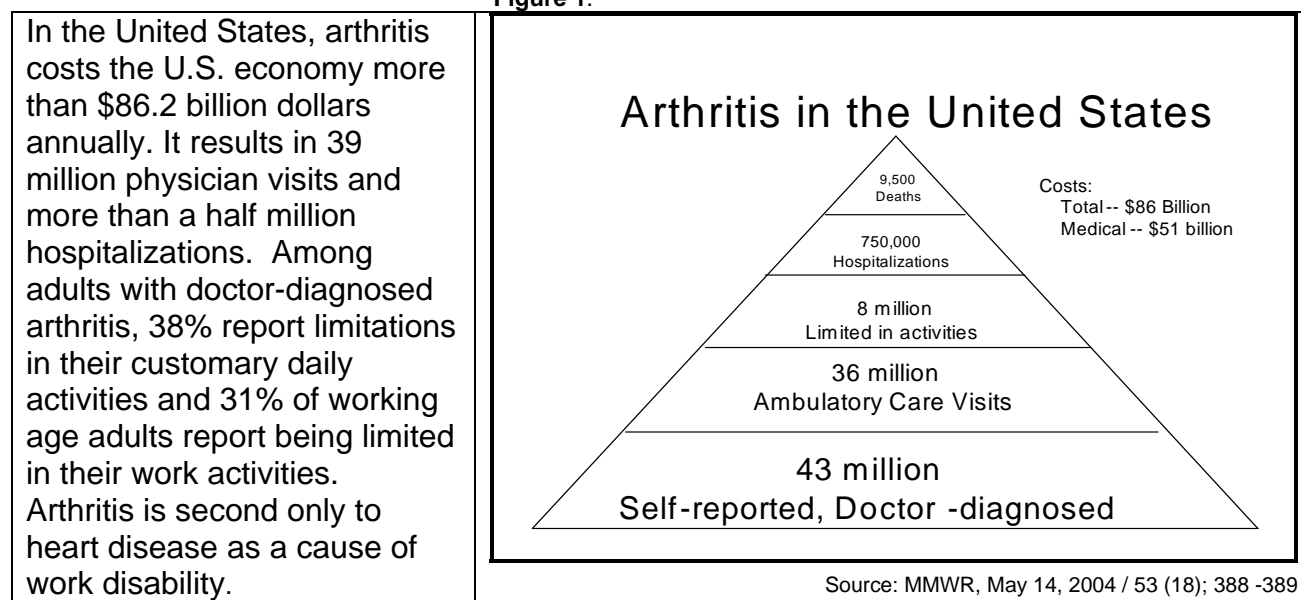 Figure 1.
In the United States, arthritis
costs the U.S. economy more
than $86.2 billion dollars
annually. It results in 39
million physician visits and
more than a half million
hospitalizations.  Among
adults with doctor-diagnosed
arthritis, 38% report limitations
in their customary daily
activities and 31% of working
age adults report being limited
in their work activities.
Arthritis is second only to
heart disease as a cause of
work disability.
Arthritis in the United States
9,500
Deaths
750,000
Hospitalizations
8 million
Limited in activities
36 million
Ambulatory Care Visits
43 million
Self-reported, Doctor -diagnosed
Costs:
Total -- $86 Billion
Medical -- $51 billion
Source: MMWR, May 14, 2004 / 53 (18); 388 -389